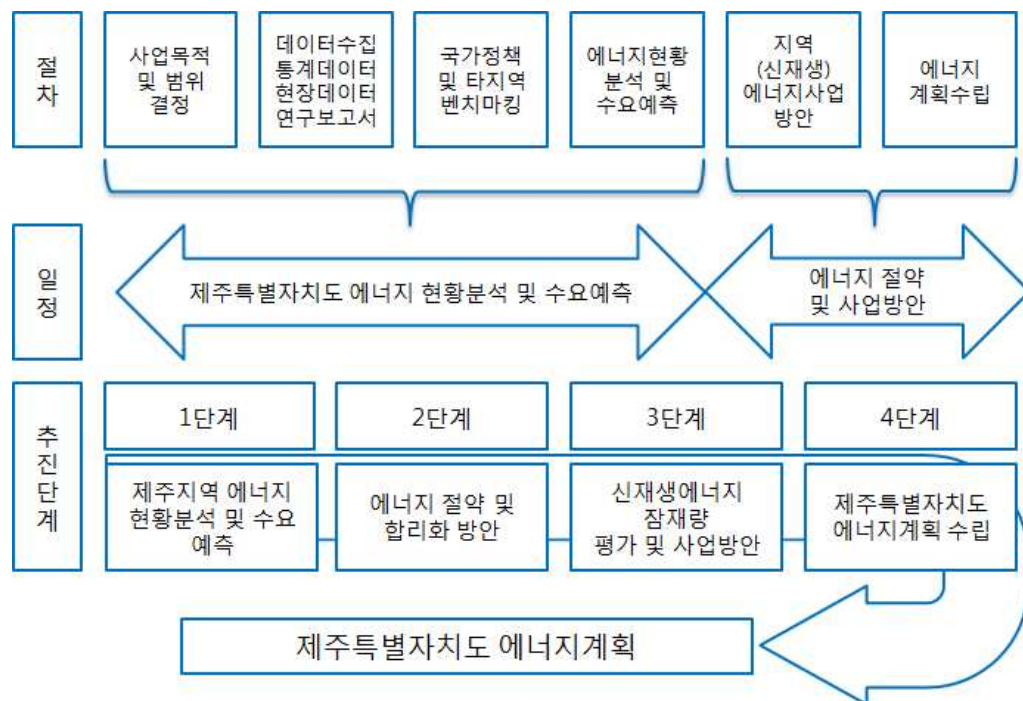 절
차
사업목적
및 범위
결정
데이터수집
통계데이터
현장데이터
연구보고서
국가정책
및 타지역
벤치마킹
에너지현황
분석 및
수요예측
지역
(신재생)
에너지사업
방안
에너지
계획수립
일
정
제주특별자치도 에너지 현황분석 및 수요예측
에너지 절약
및 사업방안
추
진
단
계
1단계
2단계
3단계
4단계
제주지역 에너지
현황분석 및 수요
예측
에너지 절약 및
합리화 방안
신재생에너지
잠재량
평가 및 사업방안
제주특별자치도
에너지계획 수립
제주특별자치도 에너지계획